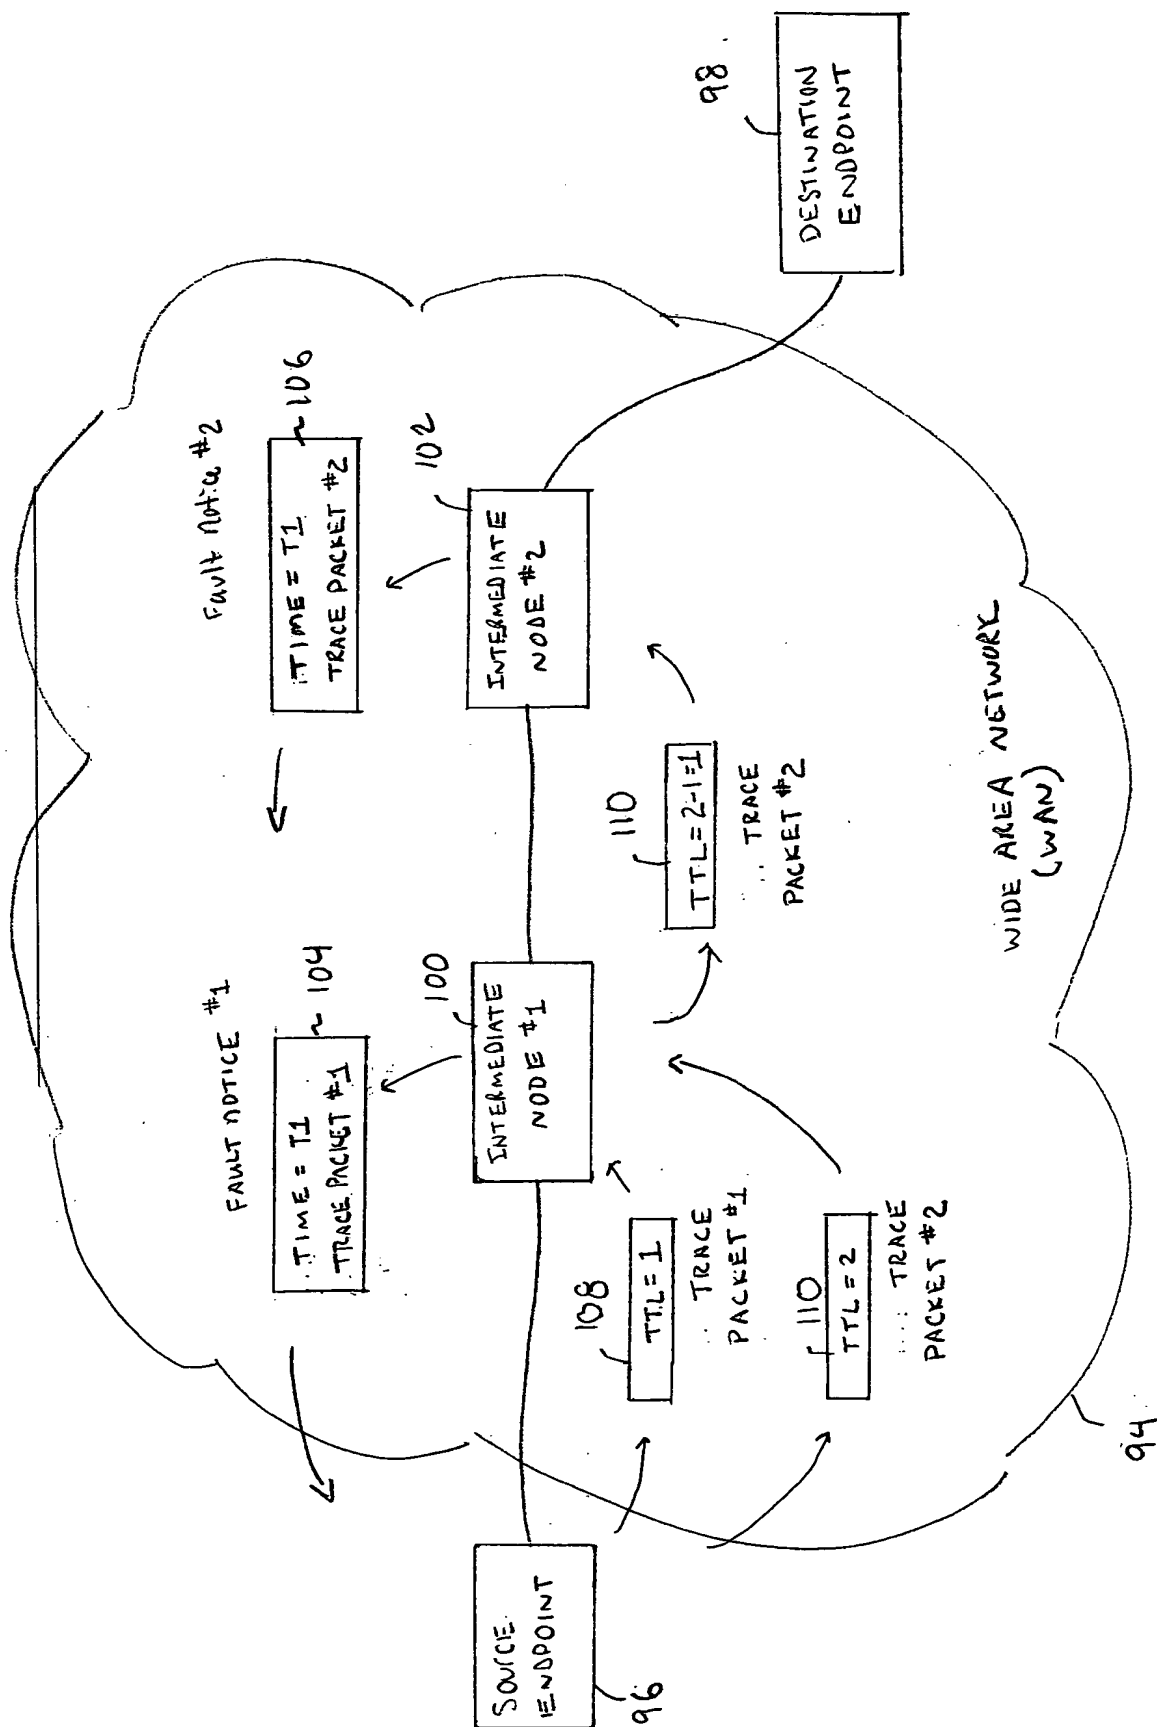 Fault Notice #2
106
TIME = T1
TRACE PACKET #2
FAULT NOTICE #1
104
TIME = T1
TRACE PACKET #1
102
INTERMEDIATE
NODE #2
100
INTERMEDIATE
NODE #1
SOURCE
ENDPOINT
96
98
DESTINATION
ENDPOINT
108
TTL = 1
TRACE
PACKET #1
110
TTL = 2-1=1
TRACE
PACKET #2
110
TTL = 2
TRACE
PACKET #2
WIDE AREA NETWORK
(WAN)
94